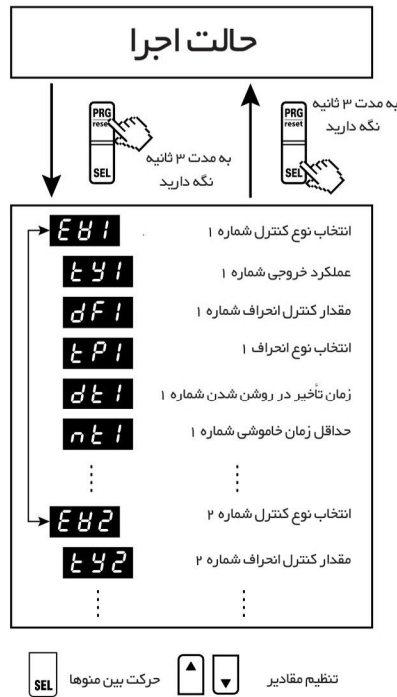 حالت اجرا
PRG
reset
SEL
به مدت ۳ ثانیه
نگه دارید
PRG
reset
SEL
به مدت ۳ ثانیه
نگه دارید
انتخاب نوع کنترل شماره ۱ EY1
عملکرد خروجی شماره ۱ tY1
مقدار کنترل انحراف شماره ۱ dF1
انتخاب نوع انحراف ۱ tP1
زمان تأخیر در روشن شدن شماره ۱ dt1
حداقل زمان خاموشی شماره ۱ nt1
انتخاب نوع کنترل شماره ۲ EY2
مقدار کنترل انحراف شماره ۲ tY2
تنظیم مقادیر
حرکت بین منوها SEL